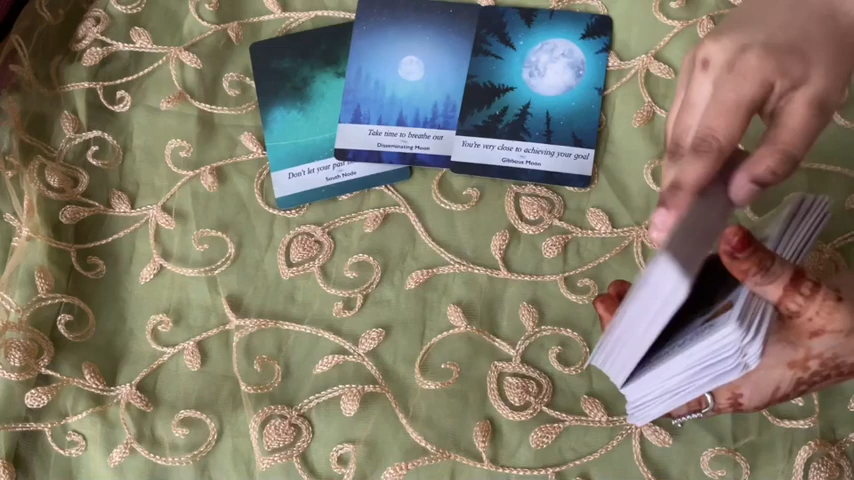 Don't let your past
South Node
Take time to breathe out
Disseminating Moon
You're very close to achieving your goal
Gibbous Moon